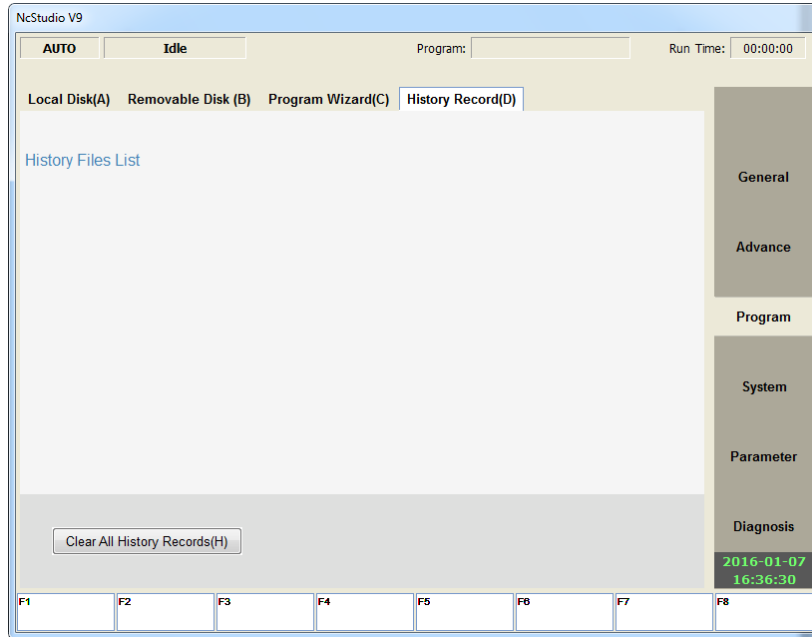 NcStudio V9
AUTO Idle Program: Run Time: 00:00:00
Local Disk(A) Removable Disk (B) Program Wizard(C) History Record(D)
History Files List
General
Advance
Program
System
Parameter
Diagnosis
Clear All History Records(H)
2016-01-07
16:36:30
F1 F2 F3 F4 F5 F6 F7 F8